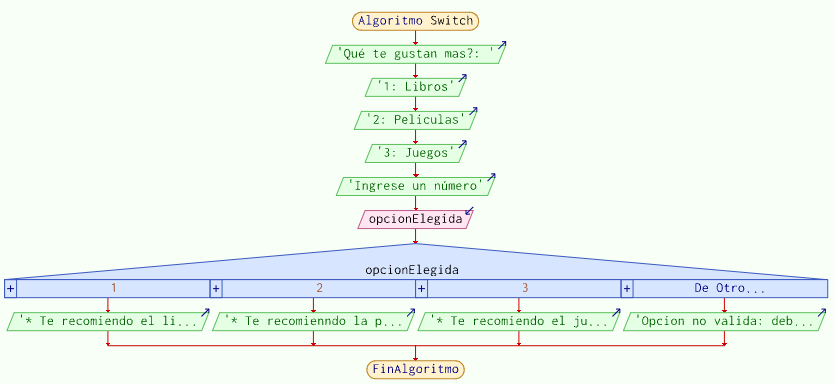 Algoritmo Switch
'Qué te gustan mas?: '
'1: Libros'
'2: Peliculas'
'3: Juegos'
'Ingrese un número'
opcionElegida
opcionElegida
+ 1 + 2 + 3 + De Otro...
'* Te recomiendo el li... '* Te recomienndo la p... '* Te recomiendo el ju... 'Opcion no valida: deb...
FinAlgoritmo